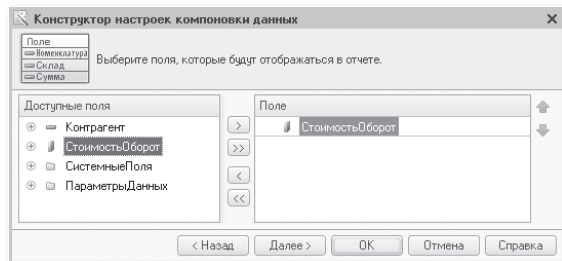 Конструктор настроек компоновки данных
Поле
Номенклатура
Склад
Сумма
Выберите поля, которые будут отображаться в отчете.
Доступные поля
Контрагент
СтоимостьОборот
СистемныеПоля
ПараметрыДанных
>
>>
<
<<
Поле
СтоимостьОборот
< Назад
Далее >
OK
Отмена
Справка